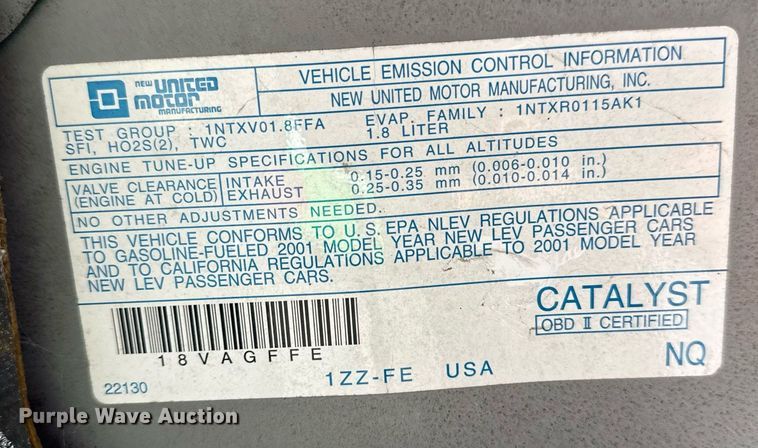 NEW UNITED
MOTOR
MANUFACTURING
VEHICLE EMISSION CONTROL INFORMATION
NEW UNITED MOTOR MANUFACTURING, INC.
TEST GROUP : 1NTXV01.8FFA EVAP. FAMILY : 1NTXR0115AK1
SFI, HO2S(2), TWC 1.8 LITER
ENGINE TUNE-UP SPECIFICATIONS FOR ALL ALTITUDES
VALVE CLEARANCE INTAKE 0.15-0.25 mm (0.006-0.010 in.)
(ENGINE AT COLD) EXHAUST 0.25-0.35 mm (0.010-0.014 in.)
NO OTHER ADJUSTMENTS NEEDED.
THIS VEHICLE CONFORMS TO U.S.EPA NLEV REGULATIONS APPLICABLE
TO GASOLINE-FUELED 2001 MODEL YEAR NEW LEV PASSENGER CARS
AND TO CALIFORNIA REGULATIONS APPLICABLE TO 2001 MODEL YEAR
NEW LEV PASSENGER CARS.
CATALYST
OBD II CERTIFIED
18VAGFFE
NQ
22130
1ZZ-FE USA
Purple Wave Auction